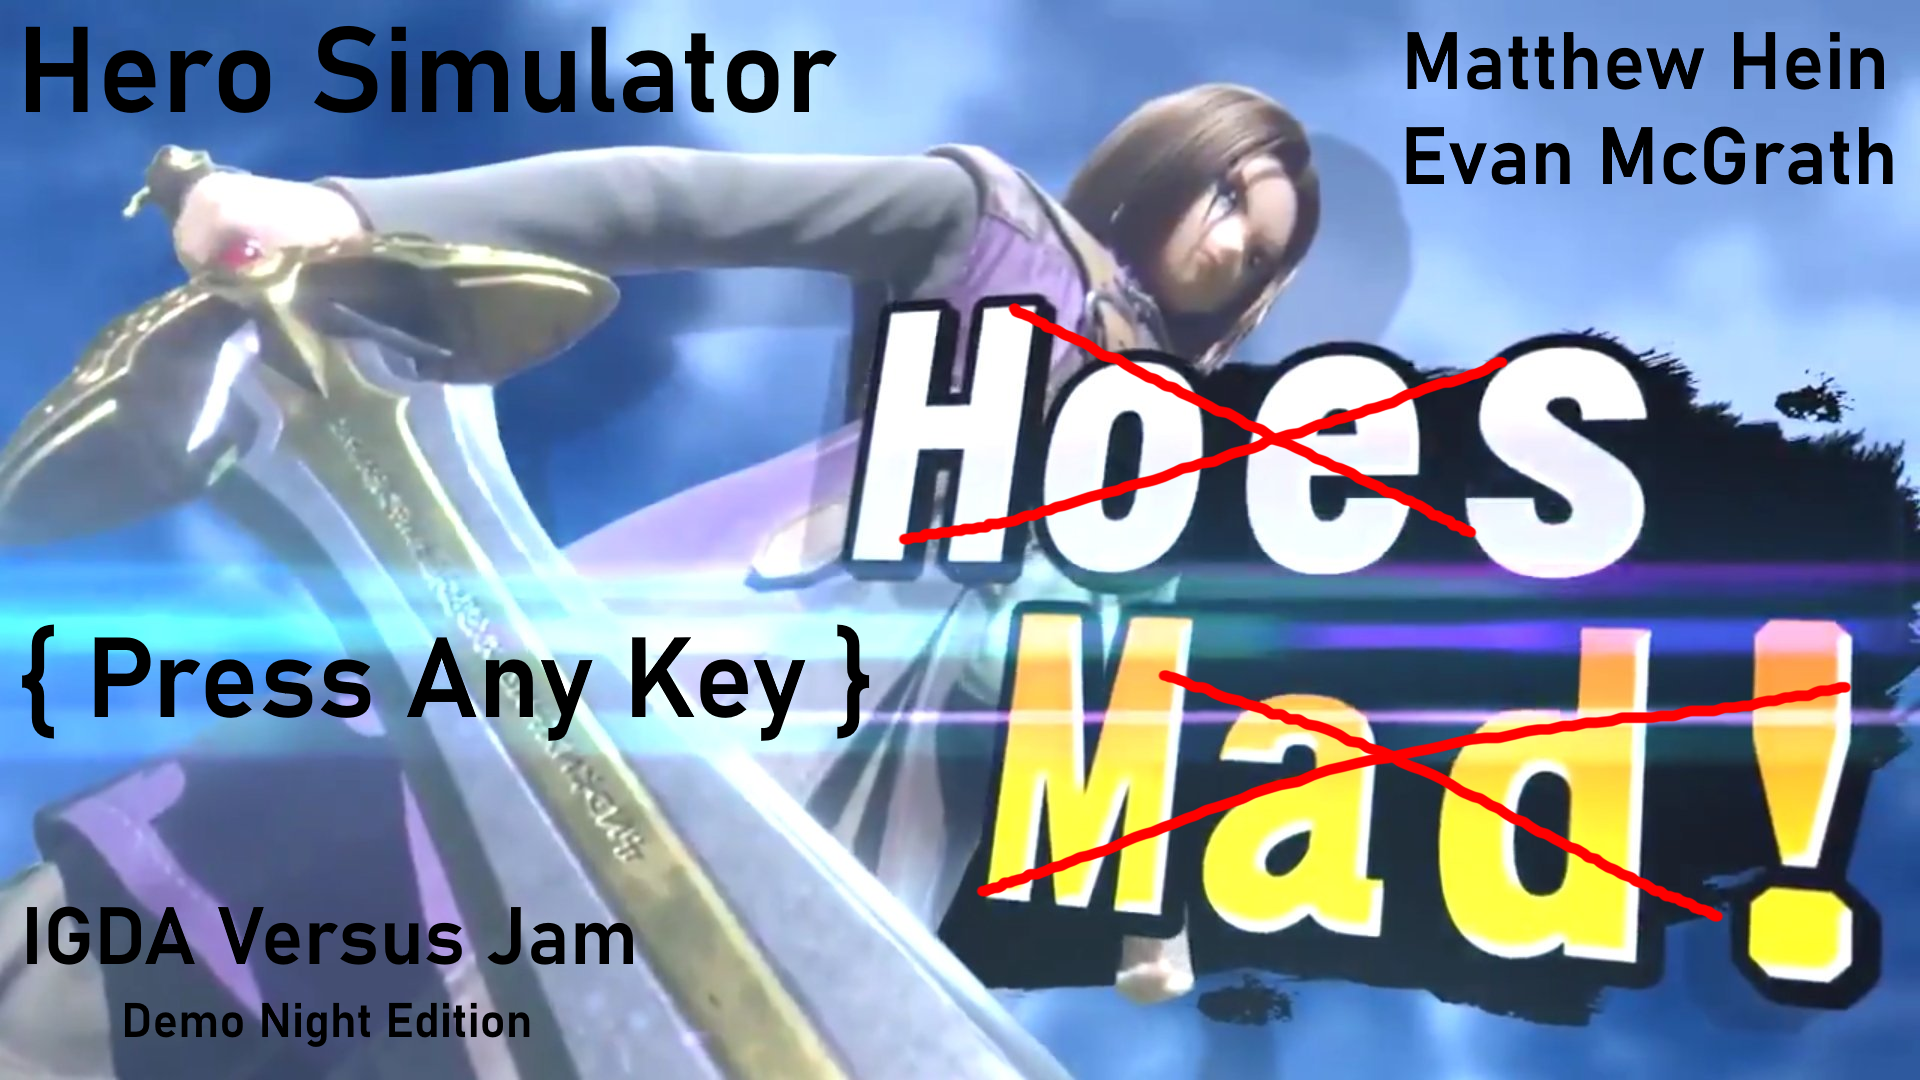 Hero Simulator
Matthew Hein
Evan McGrath
Hoes
Mad!
{ Press Any Key }
IGDA Versus Jam
Demo Night Edition